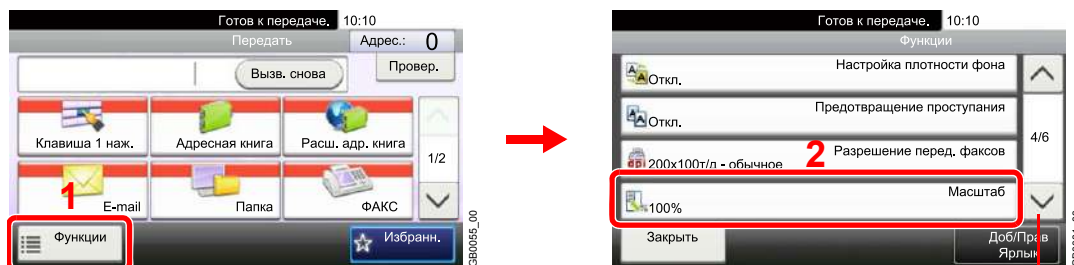 Готов к передаче. 10:10
Передать
Адрес.: 0
Вызв. снова
Провер.
Клавиша 1 наж.
Адресная книга
Расш. адр. книга
1/2
1
E-mail
Папка
ФАКС
Функции
Избранн.
GB0055_00
Готов к передаче. 10:10
Функции
Настройка плотности фона
Откл.
Предотвращение проступания
Откл.
4/6
Разрешение перед. факсов
200x100т/д - обычное
2
Масштаб
100%
Закрыть
Доб/Прав
Ярлык